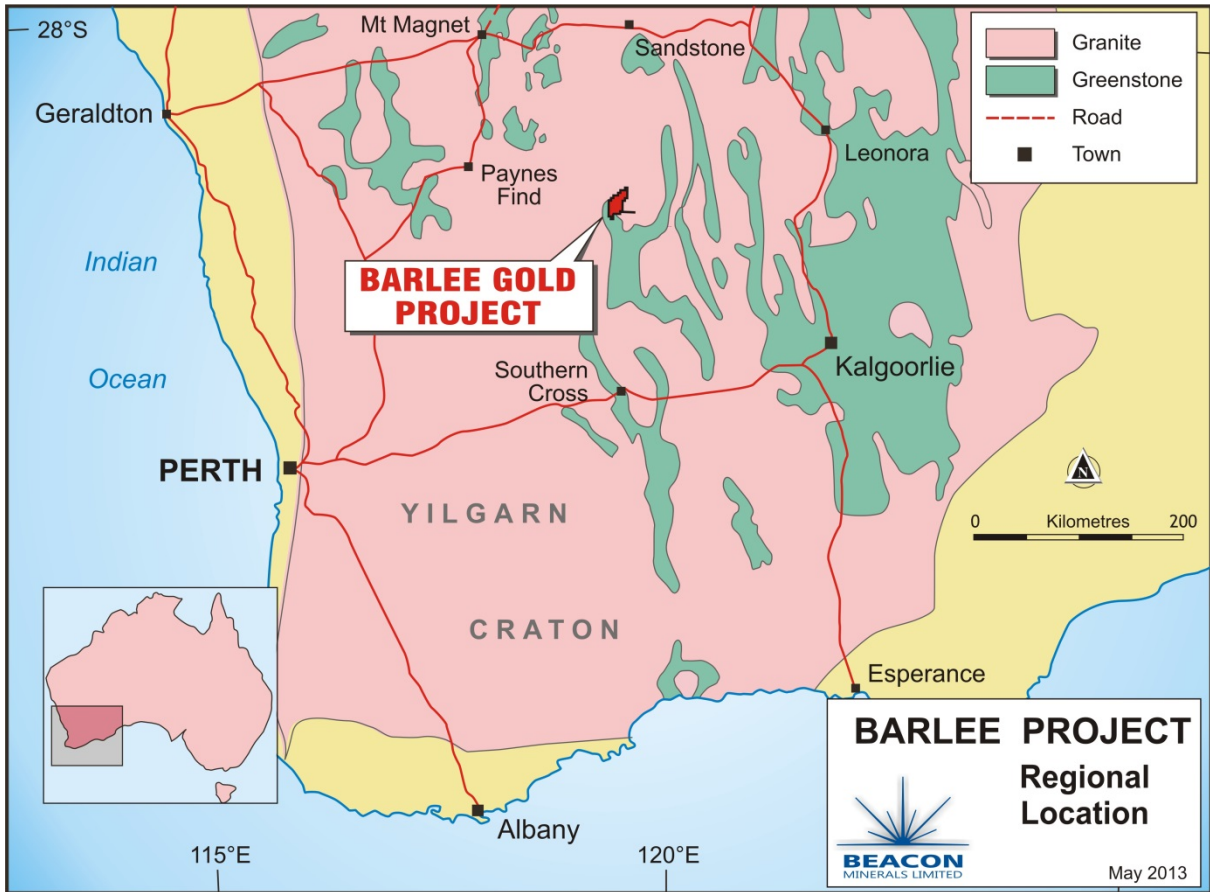 28°S
Mt Magnet
Sandstone
Granite
Greenstone
Road
Town
Geraldton
Leonora
Paynes
Find
Indian
Ocean
BARLEE GOLD
PROJECT
Southern
Cross
Kalgoorlie
PERTH
YILGARN
CRATON
N
0 Kilometres 200
Esperance
Albany
115°E
120°E
BARLEE PROJECT
Regional
Location
BEACON
MINERALS LIMITED
May 2013